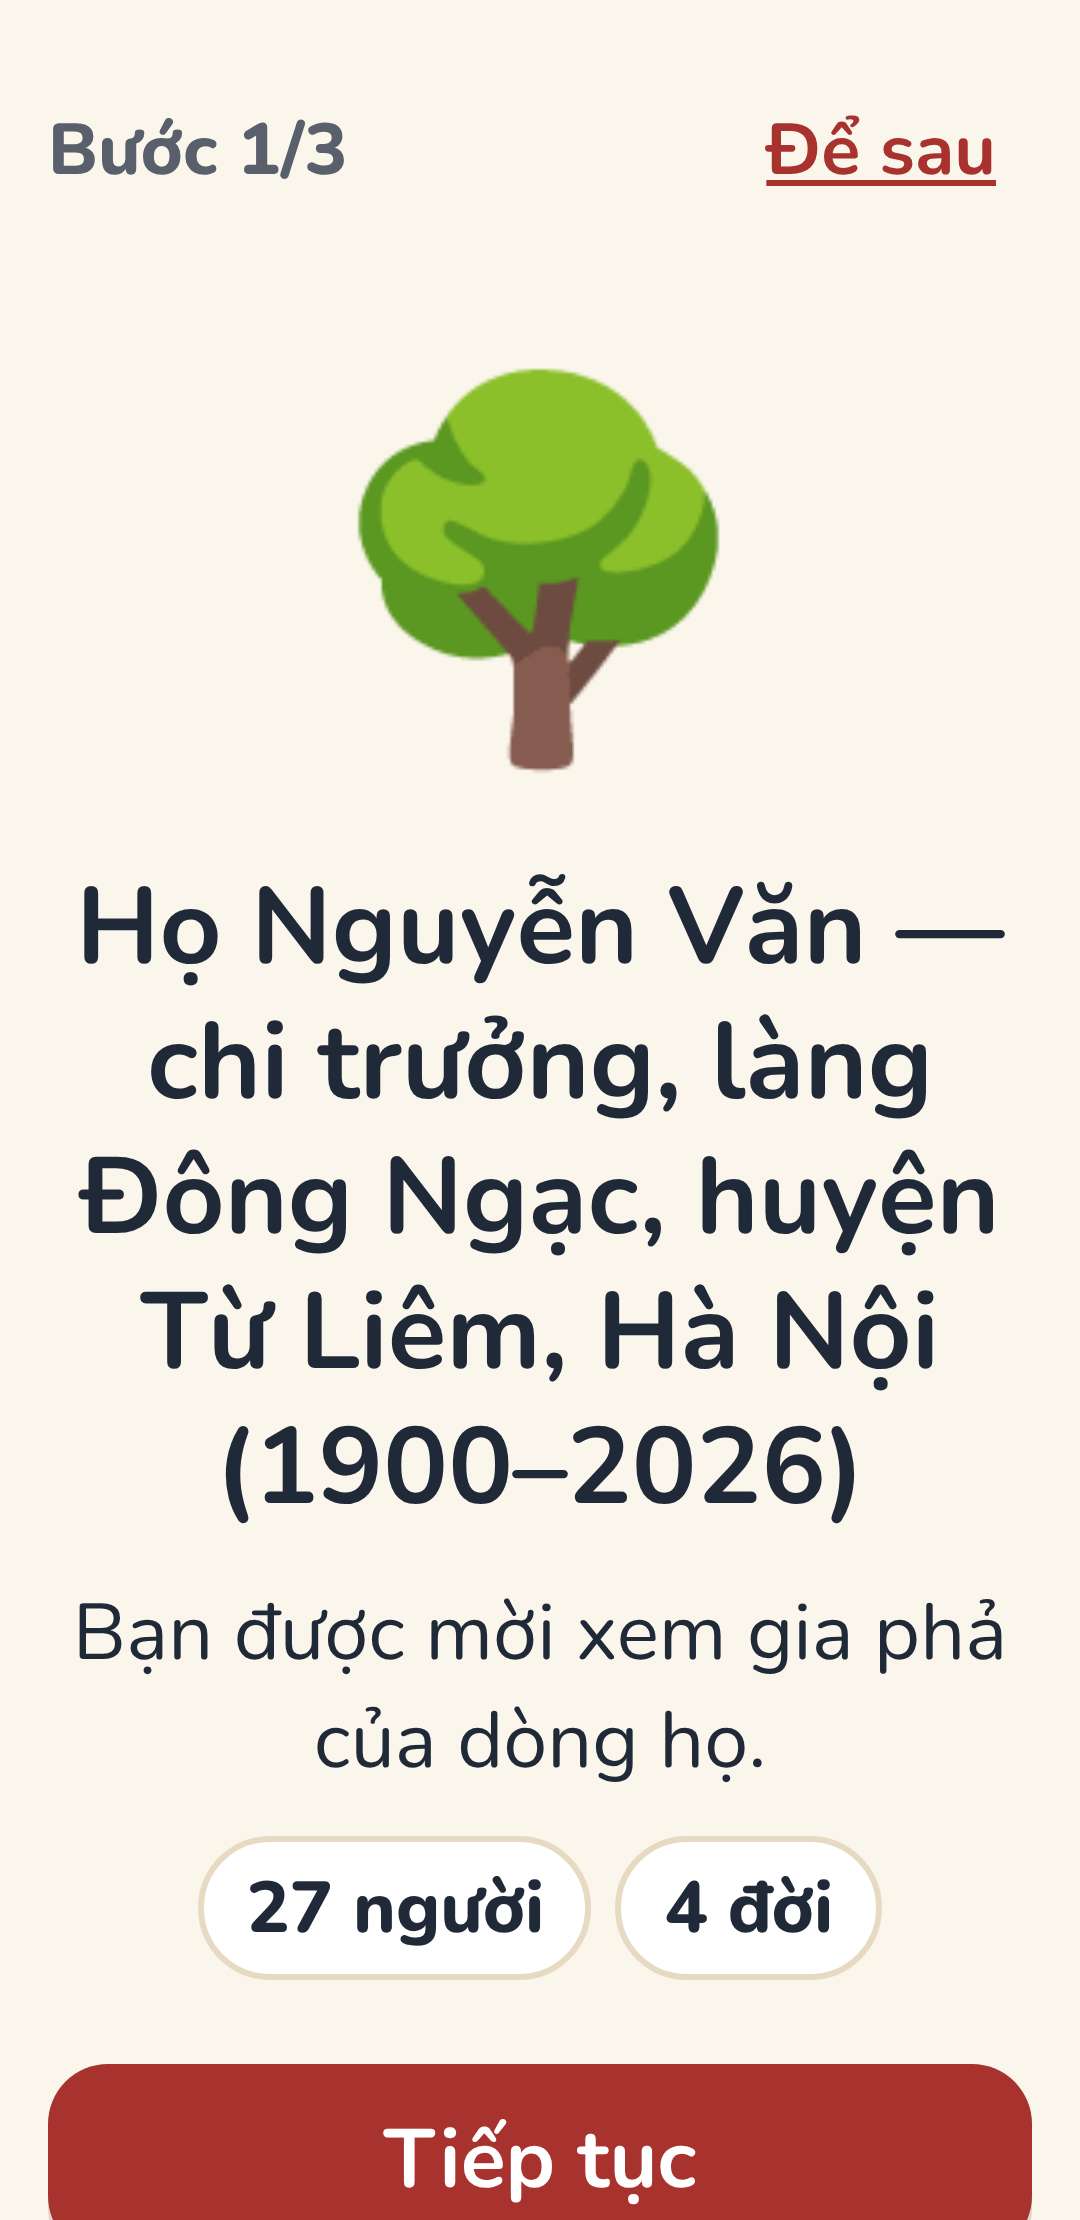 Bước 1/3
Để sau
Họ Nguyễn Văn —
chi trưởng, làng
Đông Ngạc, huyện
Từ Liêm, Hà Nội
(1900–2026)
Bạn được mời xem gia phả
của dòng họ.
27 người
4 đời
Tiếp tục